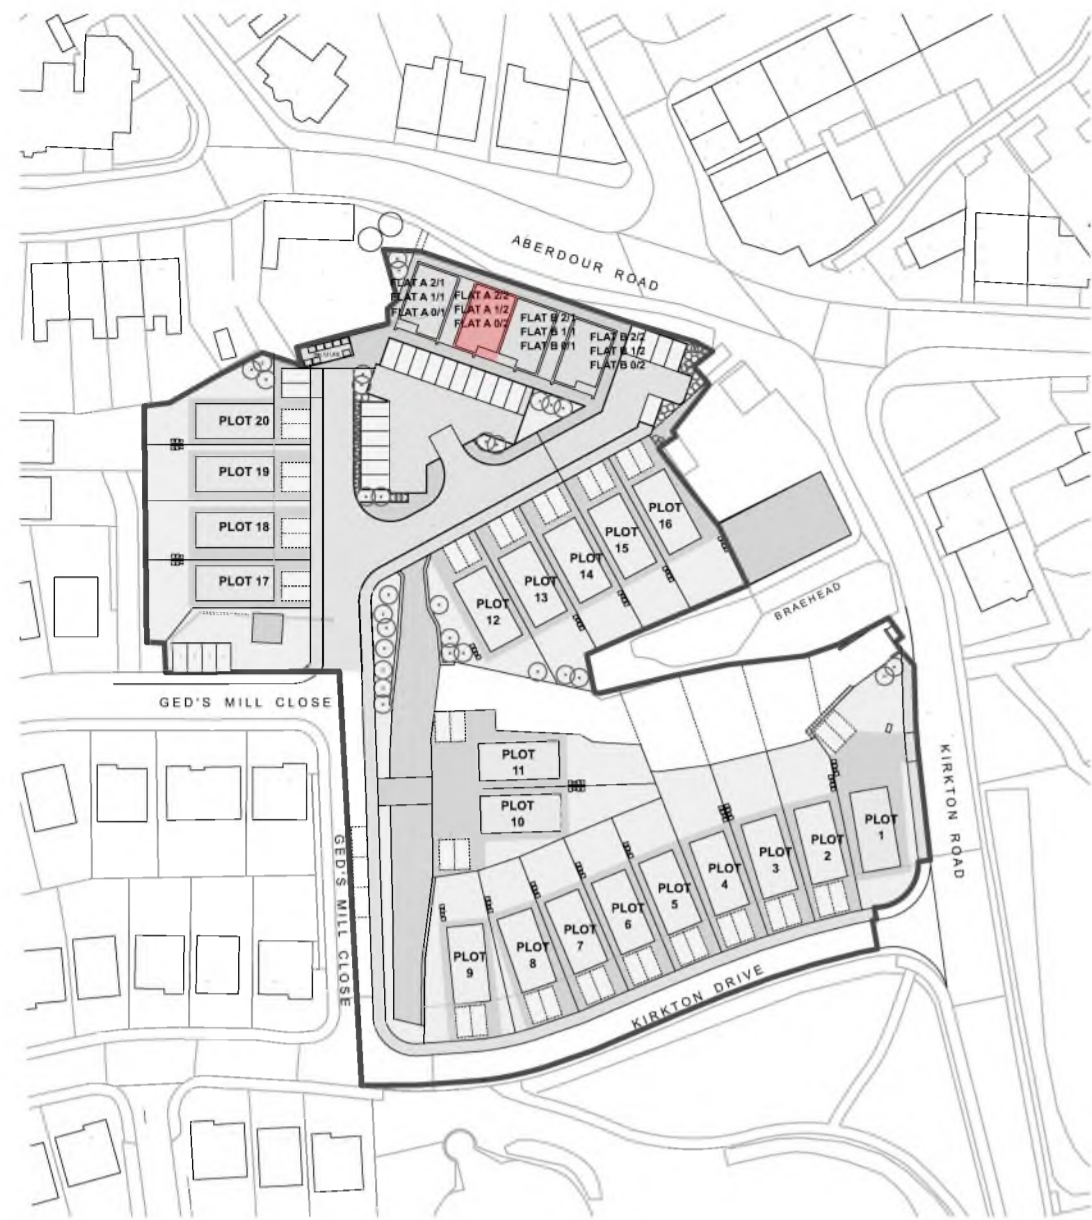 ABERDOUR ROAD
FLAT A 2/1
FLAT A 1/1
FLAT A 0/1
FLAT A 2/2
FLAT A 1/2
FLAT A 0/2
FLAT B 2/1
FLAT B 1/1
FLAT B 0/1
FLAT B 2/2
FLAT B 1/2
FLAT B 0/2
PLOT 20
PLOT 19
PLOT 18
PLOT 17
PLOT
16
PLOT
15
PLOT
14
PLOT
13
PLOT
12
BRAEHEAD
GED'S MILL CLOSE
PLOT
11
PLOT
10
KIRKTON ROAD
PLOT
1
PLOT
2
PLOT
3
PLOT
4
PLOT
5
PLOT
6
PLOT
7
PLOT
8
PLOT
9
GED'S MILL CLOSE
KIRKTON DRIVE